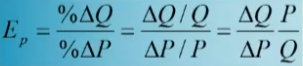 E_p = %ΔQ / %ΔP = (ΔQ / Q) / (ΔP / P) = (ΔQ / ΔP) (P / Q)